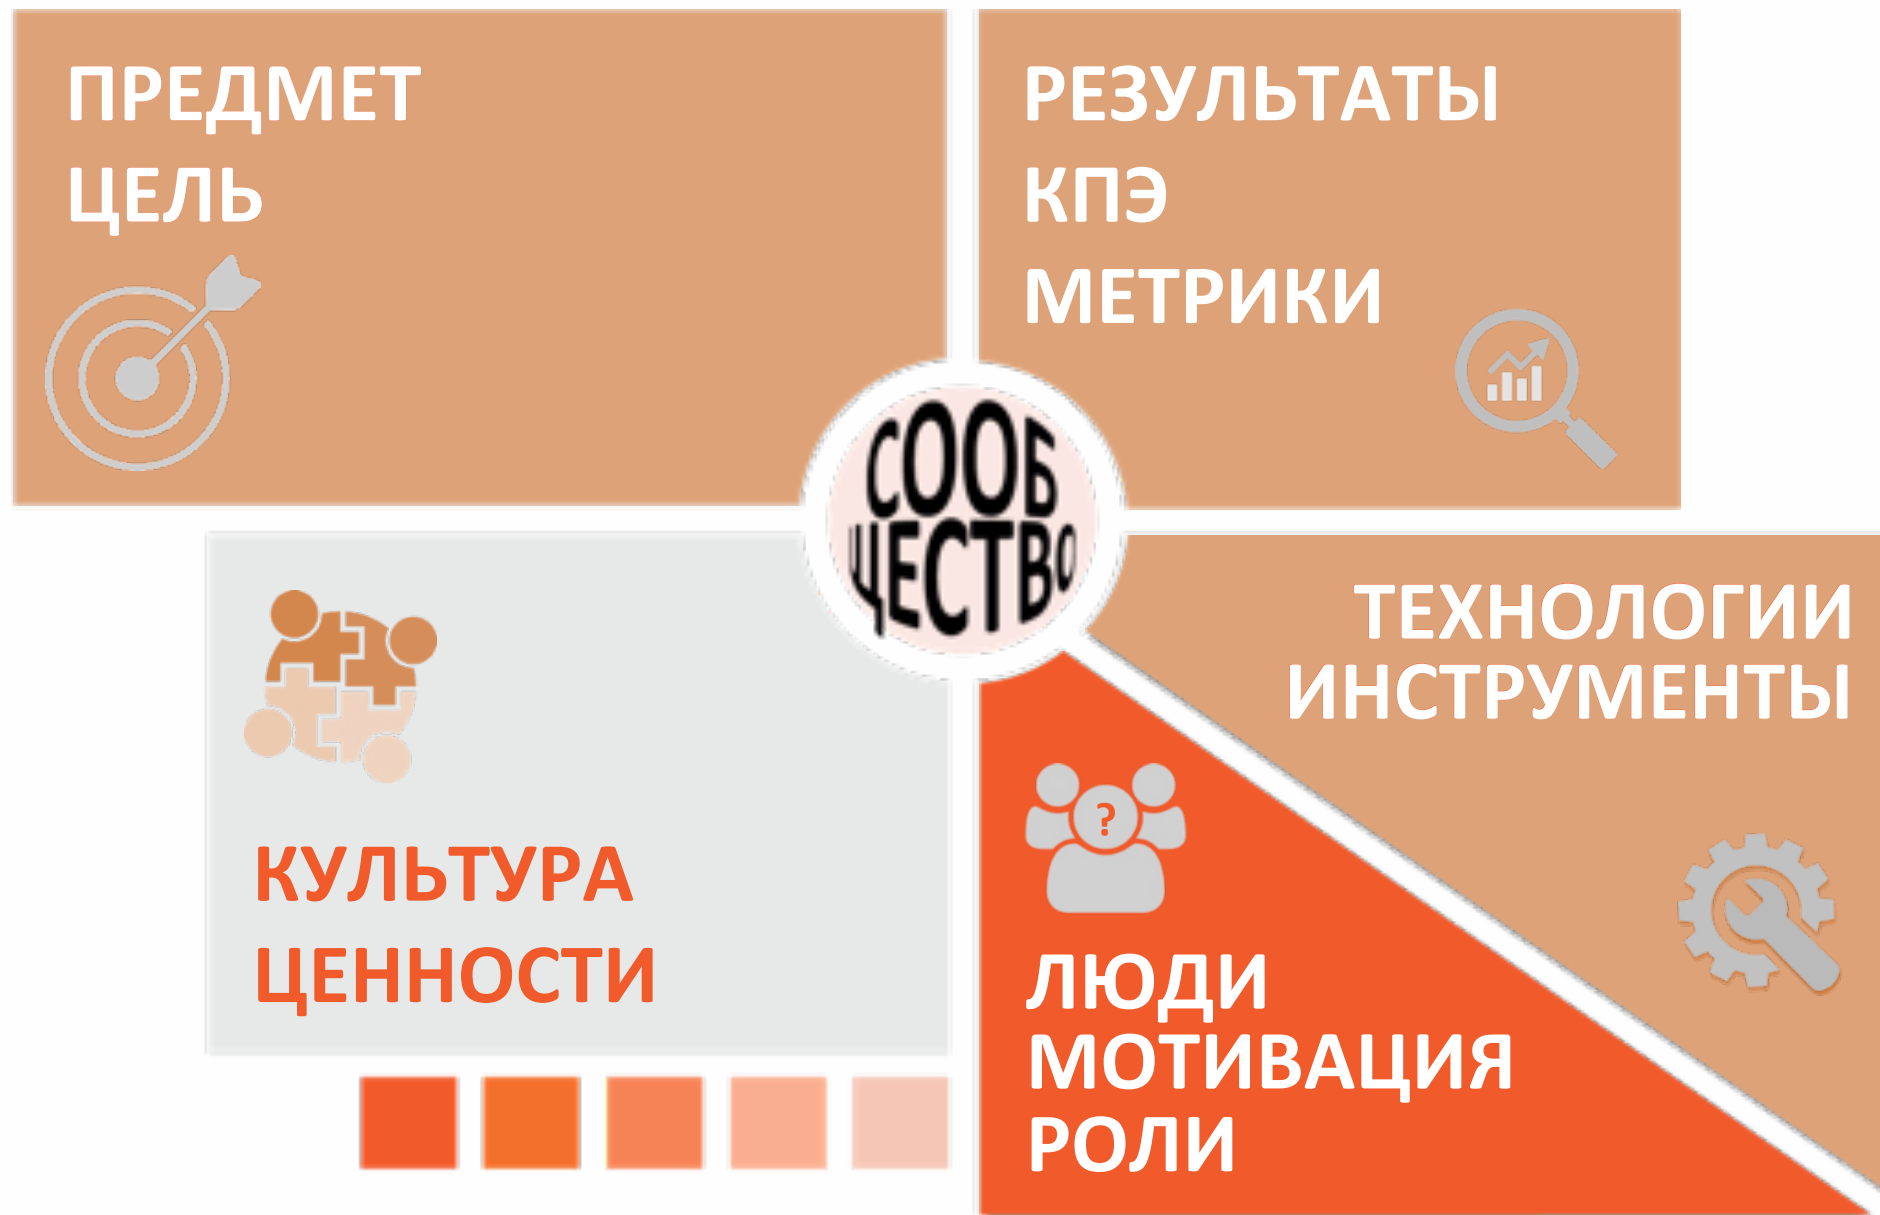 ПРЕДМЕТ
ЦЕЛЬ
РЕЗУЛЬТАТЫ
КПЭ
МЕТРИКИ
СООБ
ЩЕСТВО
ТЕХНОЛОГИИ
ИНСТРУМЕНТЫ
КУЛЬТУРА
ЦЕННОСТИ
?
ЛЮДИ
МОТИВАЦИЯ
РОЛИ